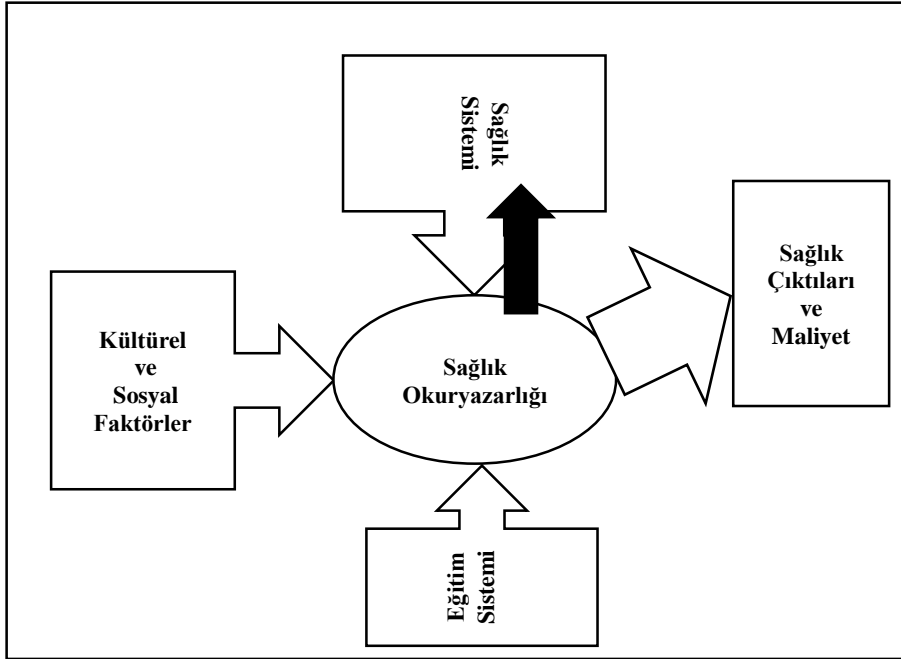 Sağlık
Sistemi
Kültürel
ve
Sosyal
Faktörler
Sağlık
Okuryazarlığı
Sağlık
Çıktıları
ve
Maliyet
Eğitim
Sistemi